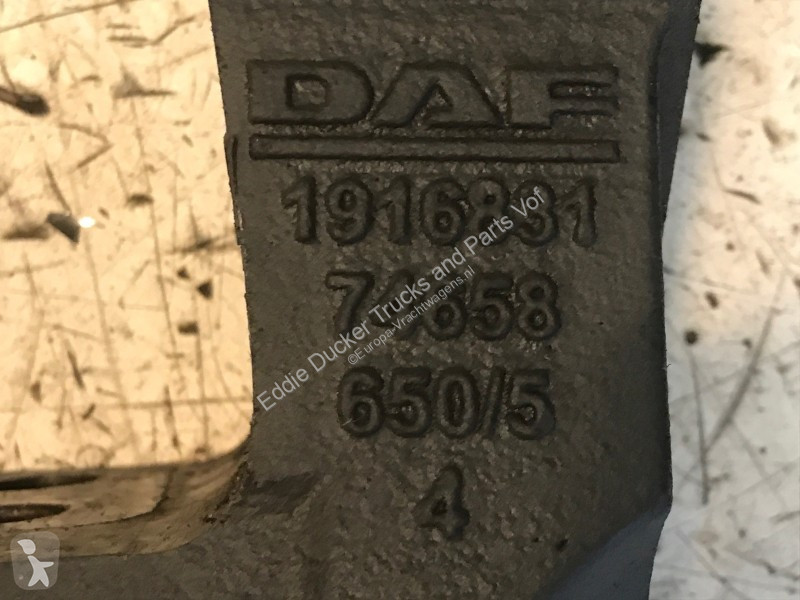 DAF
1916831
74658
650/5
4
Eddie Ducker Trucks and Parts Vof
©Europa-Vrachtwagens.nl